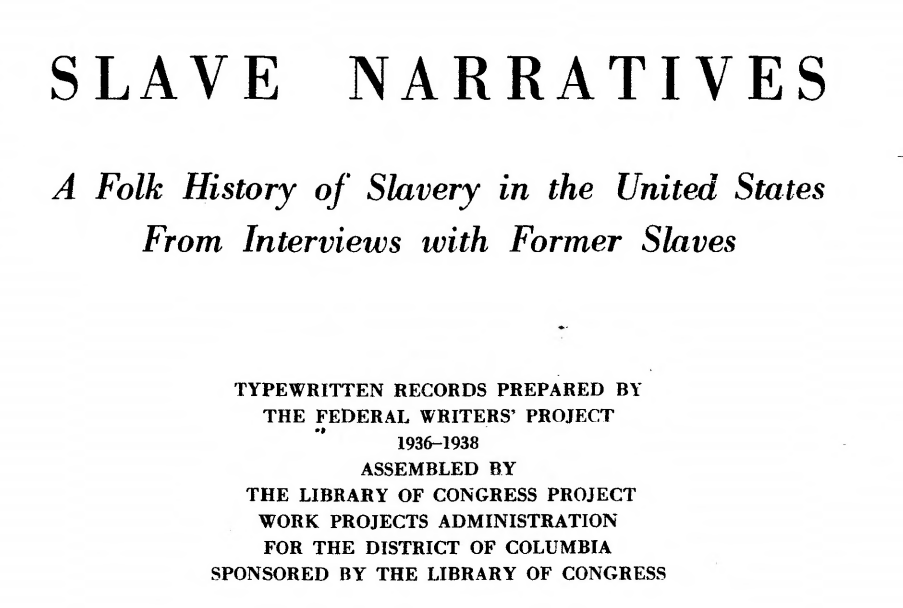 SLAVE NARRATIVES
A Folk History of Slavery in the United States
From Interviews with Former Slaves
TYPEWRITTEN RECORDS PREPARED BY
THE FEDERAL WRITERS' PROJECT
1936–1938
ASSEMBLED BY
THE LIBRARY OF CONGRESS PROJECT
WORK PROJECTS ADMINISTRATION
FOR THE DISTRICT OF COLUMBIA
SPONSORED BY THE LIBRARY OF CONGRESS